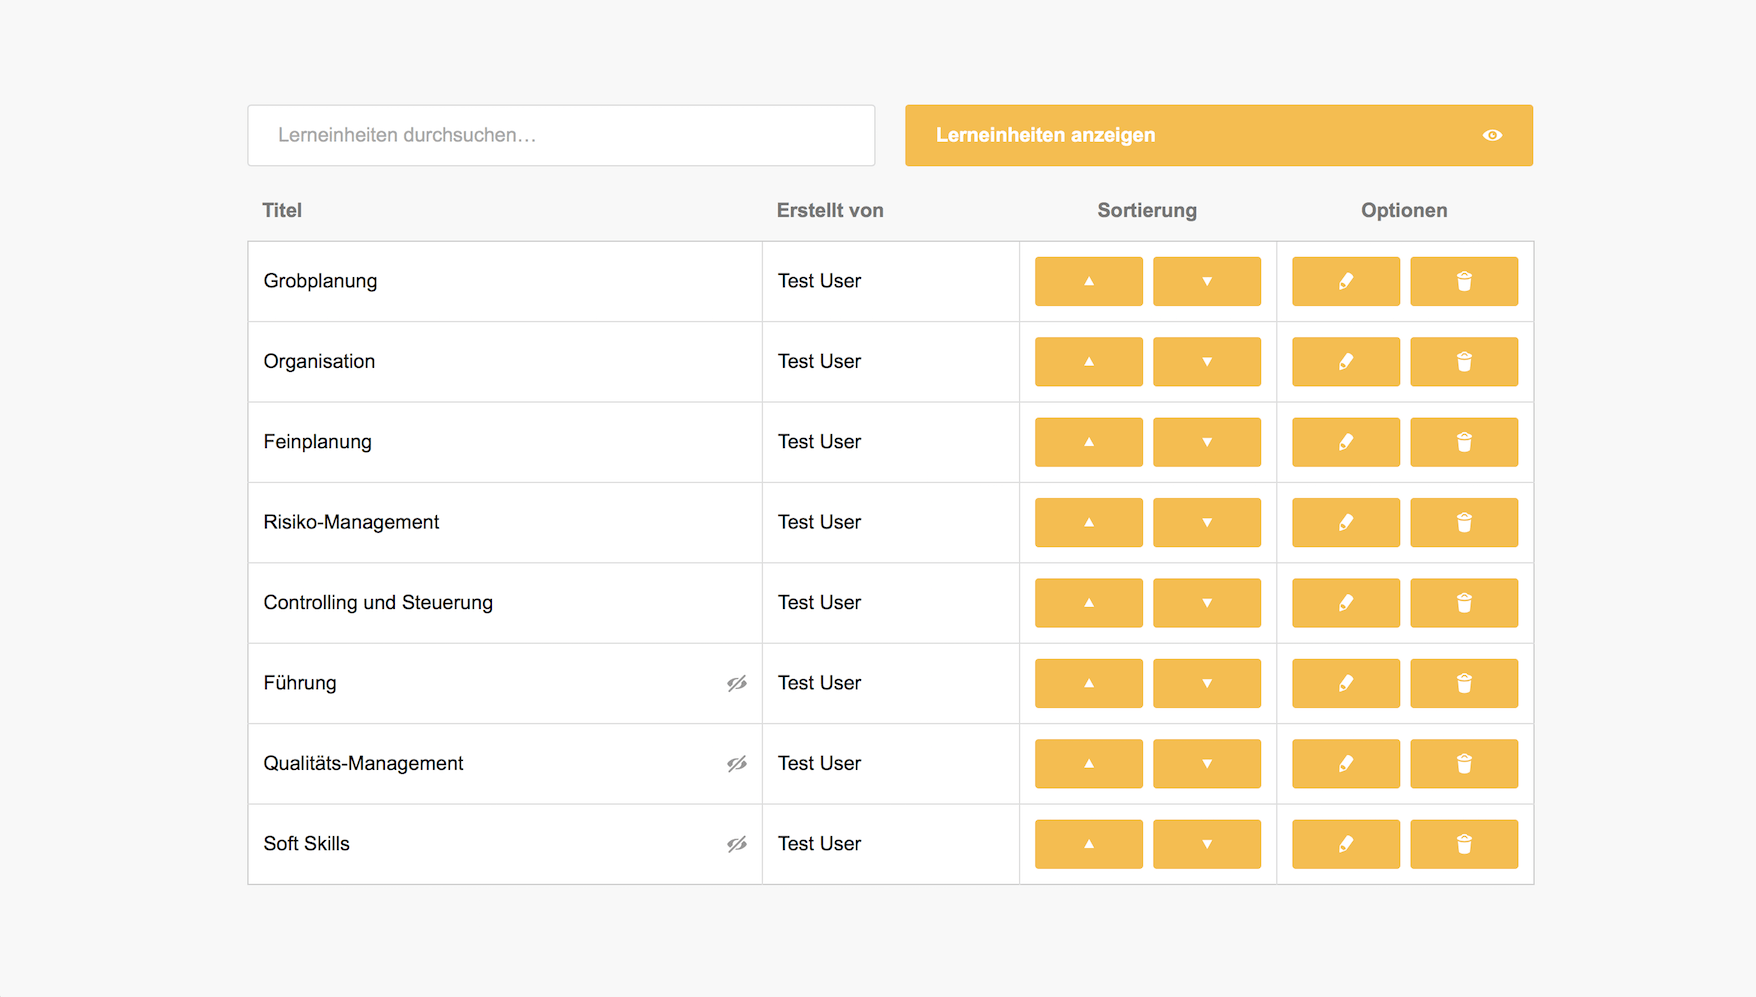 Lerneinheiten durchsuchen…
Lerneinheiten anzeigen
Titel Erstellt von Sortierung Optionen
Grobplanung Test User
Organisation Test User
Feinplanung Test User
Risiko-Management Test User
Controlling und Steuerung Test User
Führung Test User
Qualitäts-Management Test User
Soft Skills Test User